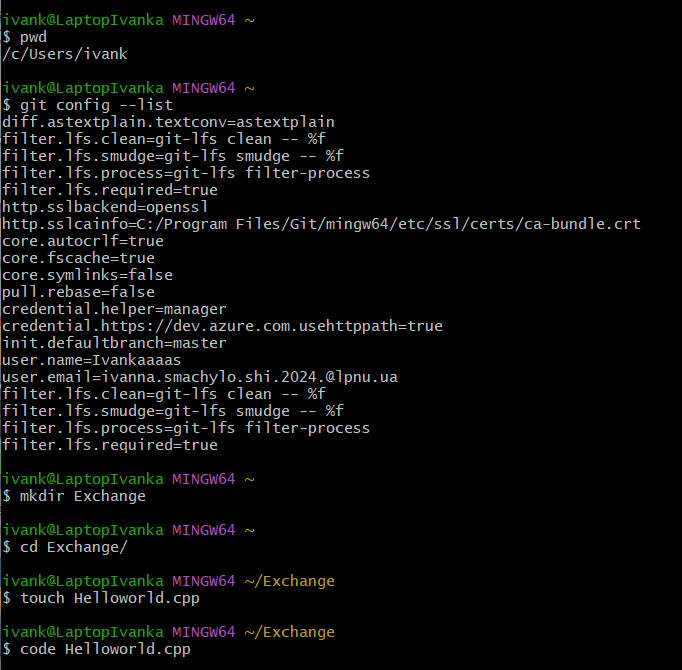 ivank@LaptopIvanka MINGW64 ~
$ pwd
/c/Users/ivank
ivank@LaptopIvanka MINGW64 ~
$ git config --list
diff.astextplain.textconv=astextplain
filter.lfs.clean=git-lfs clean -- %f
filter.lfs.smudge=git-lfs smudge -- %f
filter.lfs.process=git-lfs filter-process
filter.lfs.required=true
http.sslbackend=openssl
http.sslcainfo=C:/Program Files/Git/mingw64/etc/ssl/certs/ca-bundle.crt
core.autocrlf=true
core.fscache=true
core.symlinks=false
pull.rebase=false
credential.helper=manager
credential.https://dev.azure.com.usehttppath=true
init.defaultbranch=master
user.name=Ivankaaaas
user.email=ivanna.smachylo.shi.2024.@lpnu.ua
filter.lfs.clean=git-lfs clean -- %f
filter.lfs.smudge=git-lfs smudge -- %f
filter.lfs.process=git-lfs filter-process
filter.lfs.required=true
ivank@LaptopIvanka MINGW64 ~
$ mkdir Exchange
ivank@LaptopIvanka MINGW64 ~
$ cd Exchange/
ivank@LaptopIvanka MINGW64 ~/Exchange
$ touch Helloworld.cpp
ivank@LaptopIvanka MINGW64 ~/Exchange
$ code Helloworld.cpp